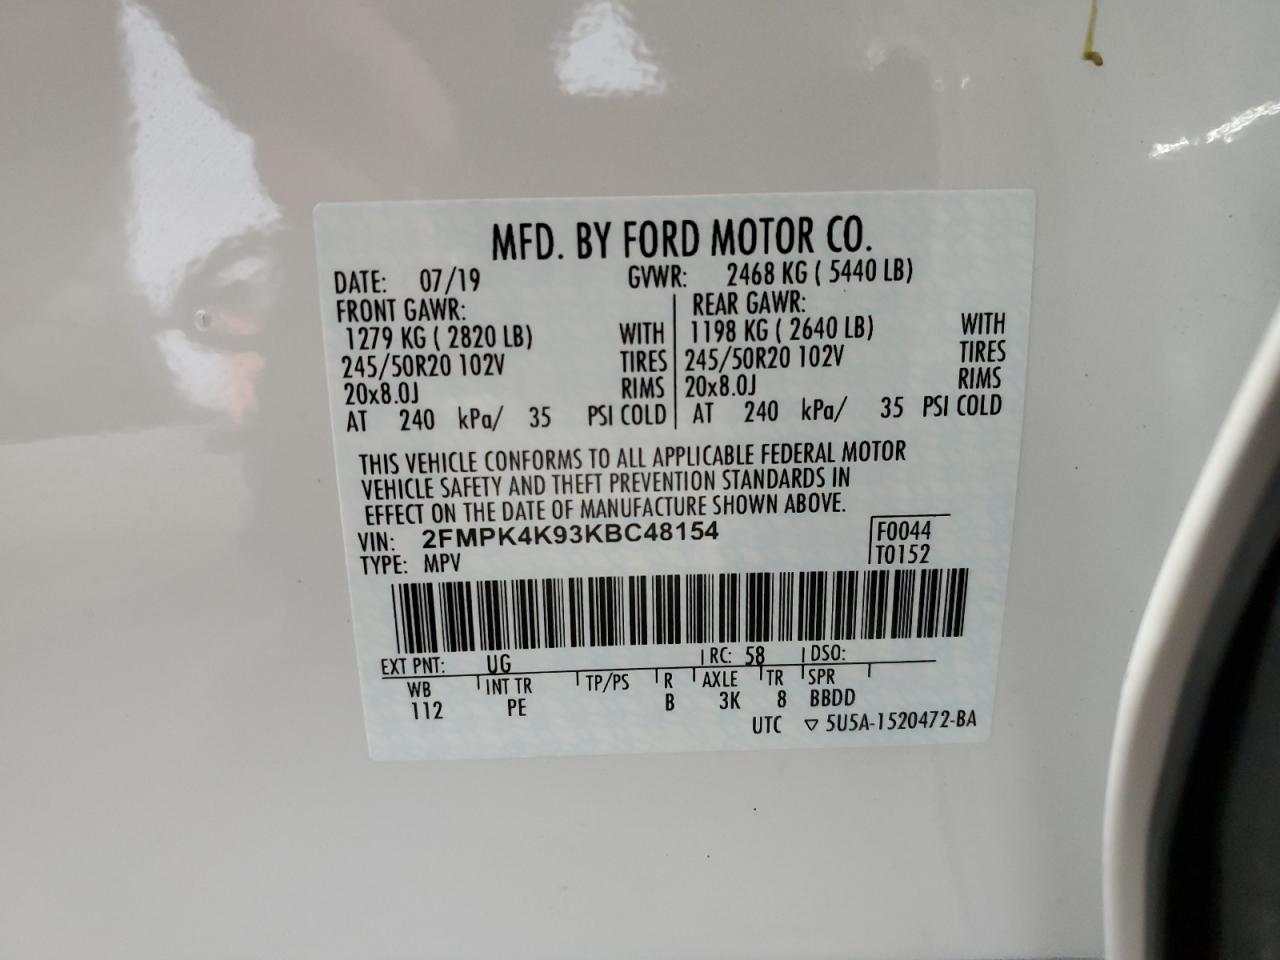 MFD. BY FORD MOTOR CO.
DATE: 07/19 GVWR: 2468 KG ( 5440 LB)
FRONT GAWR: REAR GAWR:
1279 KG ( 2820 LB) WITH 1198 KG ( 2640 LB) WITH
245/50R20 102V TIRES 245/50R20 102V TIRES
20x8.0J RIMS 20x8.0J RIMS
AT 240 kPa/ 35 PSI COLD AT 240 kPa/ 35 PSI COLD
THIS VEHICLE CONFORMS TO ALL APPLICABLE FEDERAL MOTOR
VEHICLE SAFETY AND THEFT PREVENTION STANDARDS IN
EFFECT ON THE DATE OF MANUFACTURE SHOWN ABOVE.
VIN: 2FMPK4K93KBC48154 F0044
TYPE: MPV T0152
EXT PNT: UG RC: 58 DSO:
WB INT TR TP/PS R AXLE TR SPR
112 PE B 3K 8 BBDD
UTC ▽ 5U5A-1520472-BA